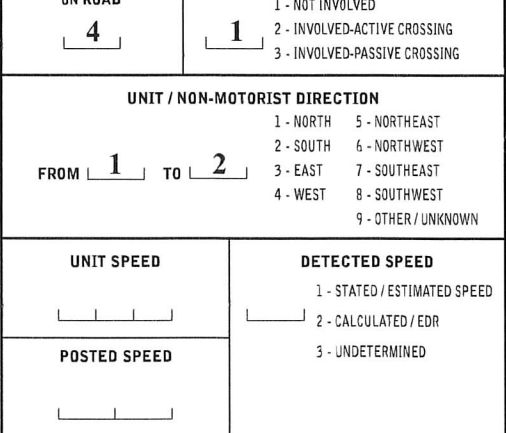 ON ROAD
4
1
1 - NOT INVOLVED
2 - INVOLVED-ACTIVE CROSSING
3 - INVOLVED-PASSIVE CROSSING
UNIT / NON-MOTORIST DIRECTION
FROM 1 TO 2
1 - NORTH 5 - NORTHEAST
2 - SOUTH 6 - NORTHWEST
3 - EAST 7 - SOUTHEAST
4 - WEST 8 - SOUTHWEST
9 - OTHER / UNKNOWN
UNIT SPEED
DETECTED SPEED
1 - STATED / ESTIMATED SPEED
2 - CALCULATED / EDR
3 - UNDETERMINED
POSTED SPEED